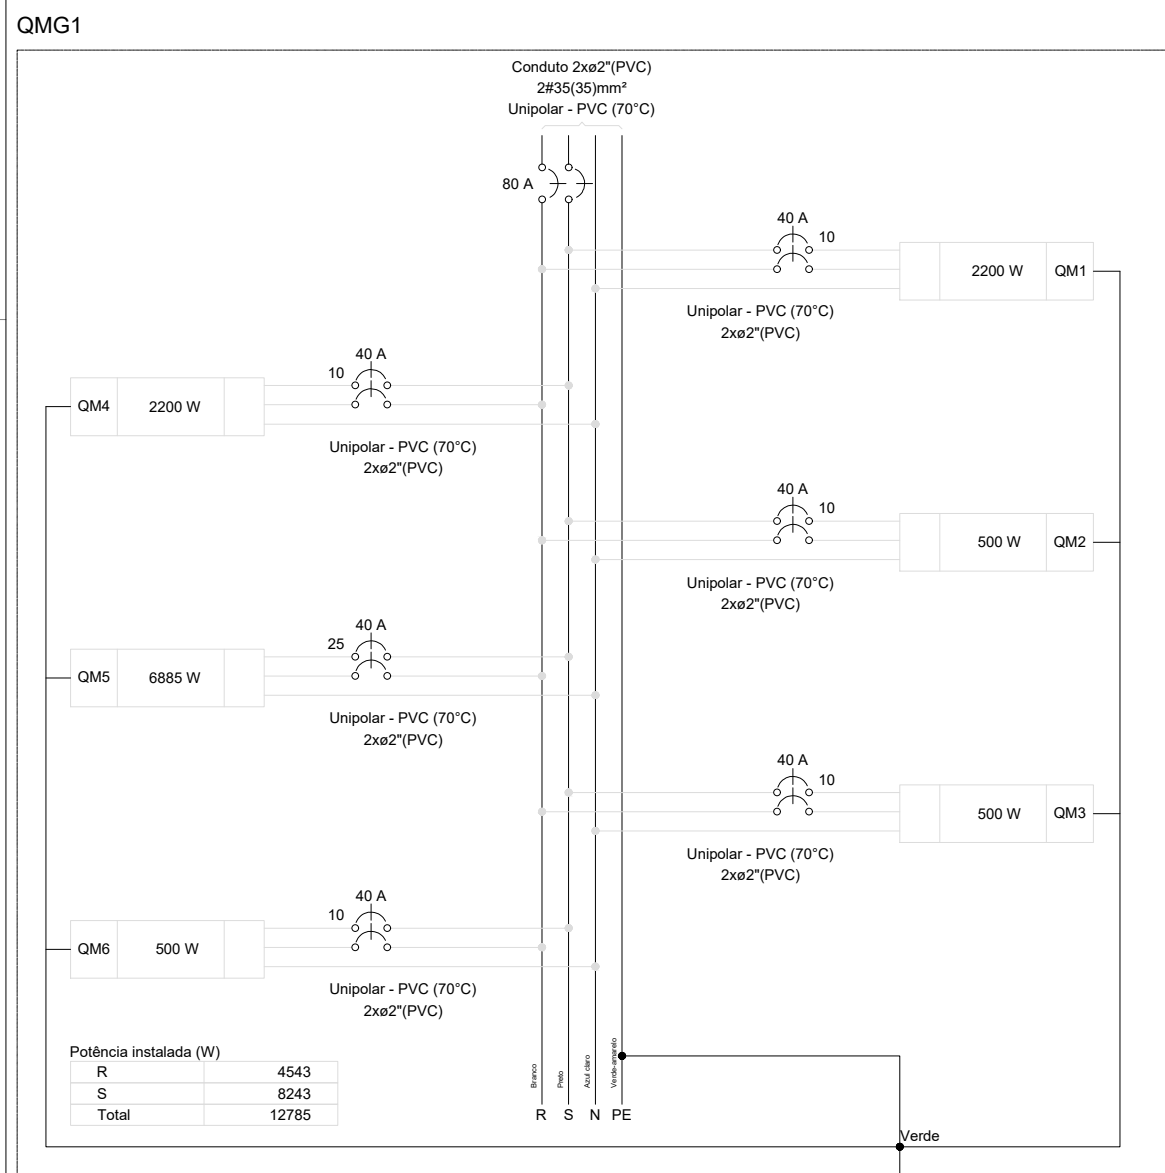 QMG1
Conduto 2xø2"(PVC)
2#35(35)mm²
Unipolar - PVC (70°C)
80 A
40 A
10
2200 W
QM1
Unipolar - PVC (70°C)
2xø2"(PVC)
40 A
10
QM4
2200 W
Unipolar - PVC (70°C)
2xø2"(PVC)
40 A
10
500 W
QM2
Unipolar - PVC (70°C)
2xø2"(PVC)
40 A
25
QM5
6885 W
Unipolar - PVC (70°C)
2xø2"(PVC)
40 A
10
500 W
QM3
Unipolar - PVC (70°C)
2xø2"(PVC)
40 A
10
QM6
500 W
Unipolar - PVC (70°C)
2xø2"(PVC)
Potência instalada (W)
R 4543
S 8243
Total 12785
Branco
Preto
Azul claro
Verde-amarelo
R S N PE
Verde